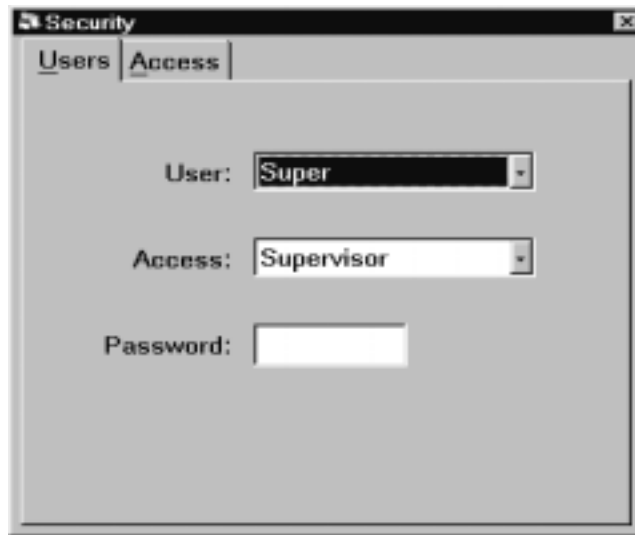 Security
Users Access
User: Super
Access: Supervisor
Password: